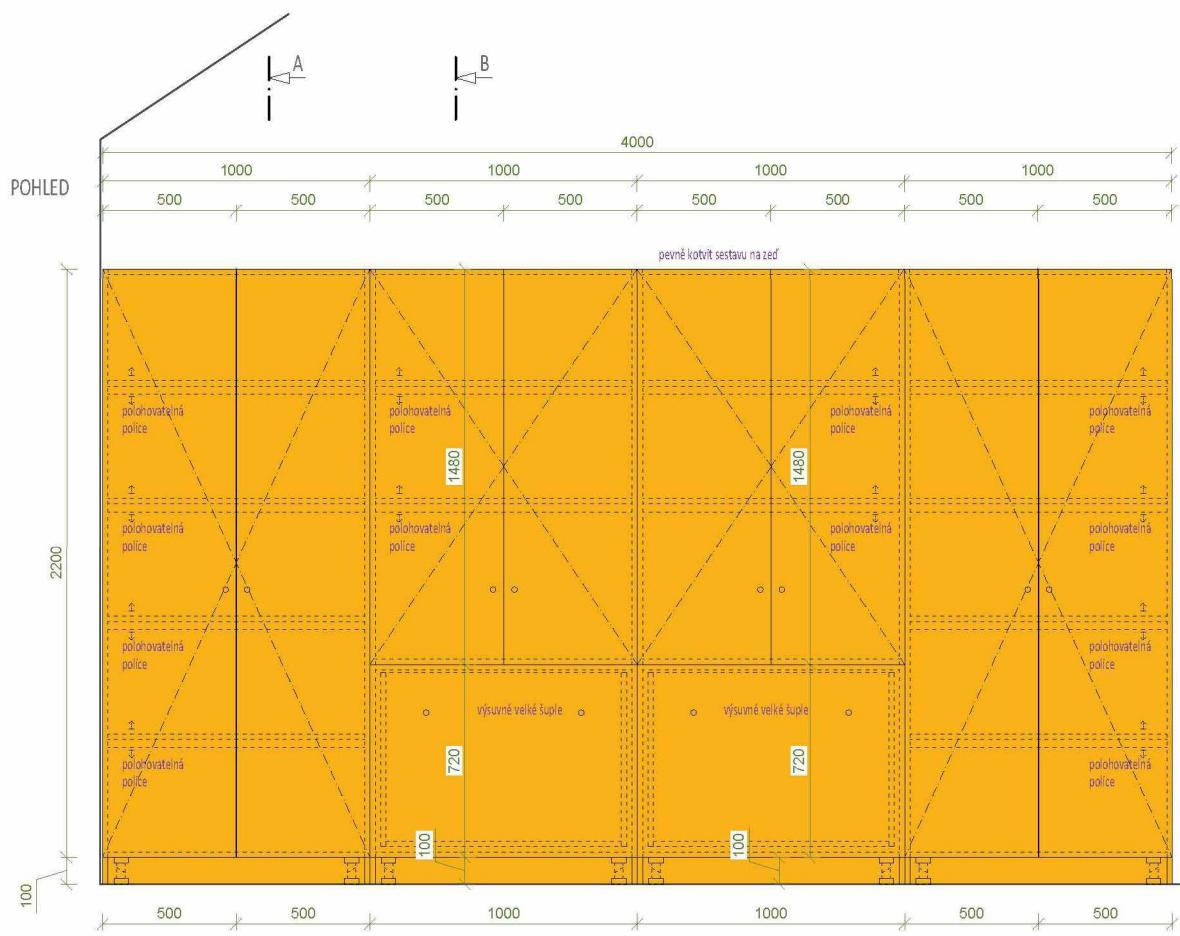 A
B
4000
POHLED
1000
1000
1000
1000
500
500
500
500
500
500
500
500
pevně kotvit sestavu na zeď
polohovatelná
police
polohovatelná
police
polohovatelná
police
polohovatelná
police
1480
1480
polohovatelná
police
polohovatelná
police
polohovatelná
police
polohovatelná
police
2200
polohovatelná
police
polohovatelná
police
výsuvné velké šuple
výsuvné velké šuple
720
720
polohovatelná
police
polohovatelná
police
100
100
100
500
500
1000
1000
500
500